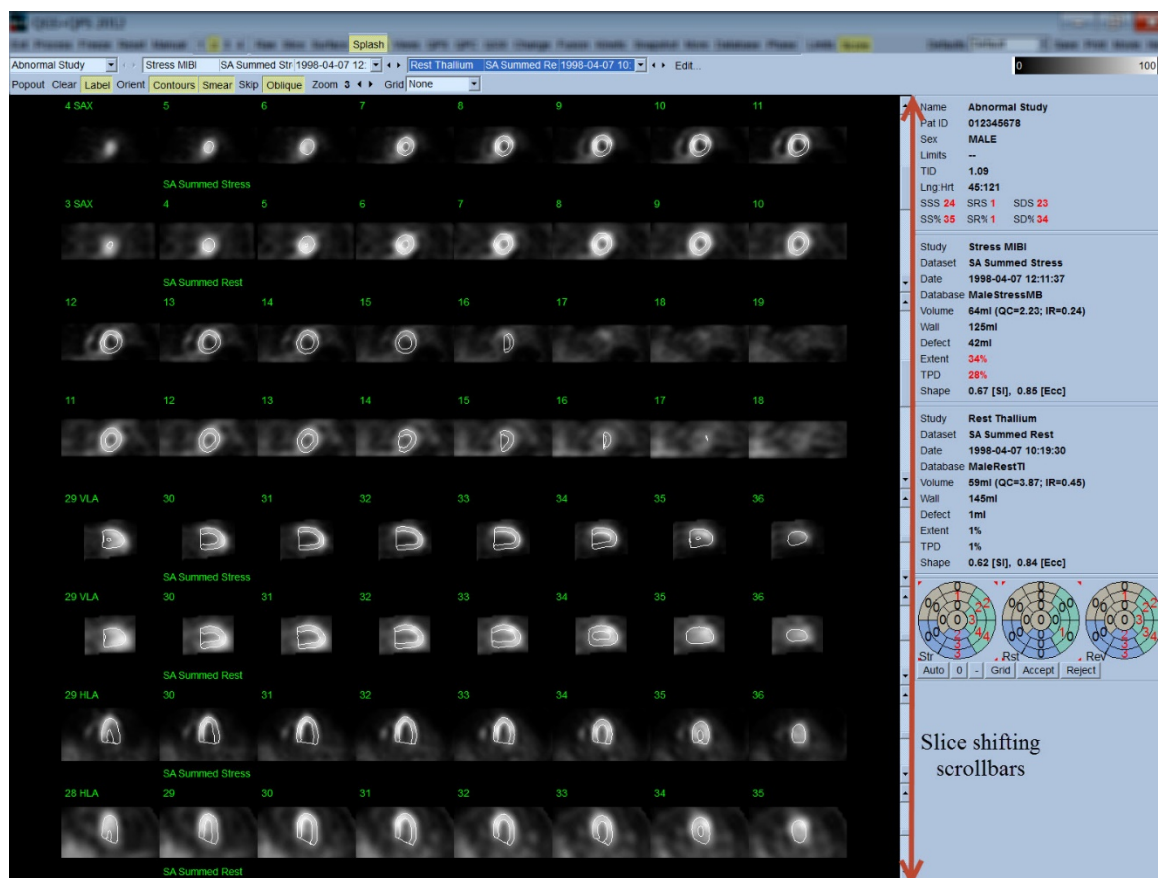 QGS+QPS 2012
Splash
Abnormal Study Stress MIBI SA Summed Str 1998-04-07 12: Rest Thallium SA Summed Re 1998-04-07 10: Edit...
0 100
Popout Clear Label Orient Contours Smear Skip Oblique Zoom 3 Grid None
4 SAX 5 6 7 8 9 10 11
SA Summed Stress
3 SAX 4 5 6 7 8 9 10
SA Summed Rest
12 13 14 15 16 17 18 19
11 12 13 14 15 16 17 18
29 VLA 30 31 32 33 34 35 36
SA Summed Stress
29 VLA 30 31 32 33 34 35 36
SA Summed Rest
29 HLA 30 31 32 33 34 35 36
SA Summed Stress
28 HLA 29 30 31 32 33 34 35
SA Summed Rest
Name Abnormal Study
Pat ID 012345678
Sex MALE
Limits --
TID 1.09
Lng:Hrt 45:121
SSS 24 SRS 1 SDS 23
SS% 35 SR% 1 SD% 34
Study Stress MIBI
Dataset SA Summed Stress
Date 1998-04-07 12:11:37
Database MaleStressMB
Volume 64ml (QC=2.23; IR=0.24)
Wall 125ml
Defect 42ml
Extent 34%
TPD 28%
Shape 0.67 [SI], 0.85 [Ecc]
Study Rest Thallium
Dataset SA Summed Rest
Date 1998-04-07 10:19:30
Database MaleRestTl
Volume 59ml (QC=3.87; IR=0.45)
Wall 145ml
Defect 1ml
Extent 1%
TPD 1%
Shape 0.62 [SI], 0.84 [Ecc]
Str Rst Rev
Auto 0 - Grid Accept Reject
Slice shifting
scrollbars